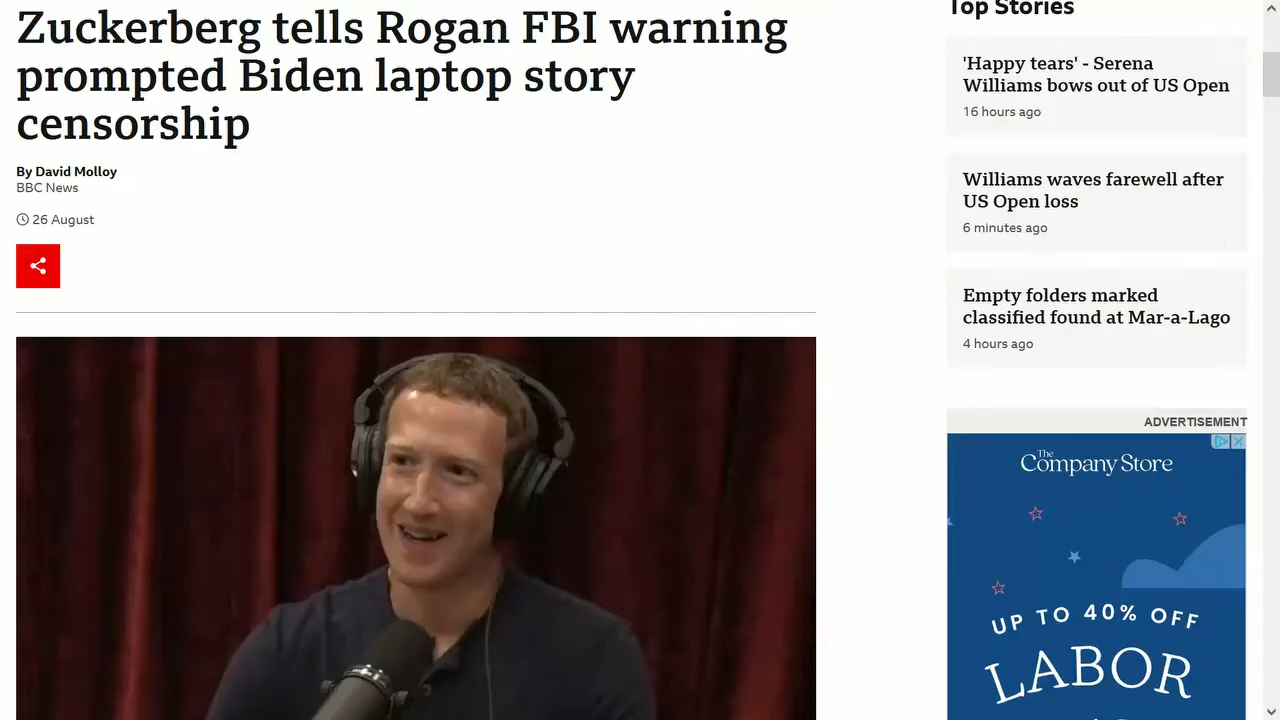 Zuckerberg tells Rogan FBI warning
prompted Biden laptop story
censorship
By David Molloy
BBC News
26 August
Top Stories
'Happy tears' - Serena
Williams bows out of US Open
16 hours ago
Williams waves farewell after
US Open loss
6 minutes ago
Empty folders marked
classified found at Mar-a-Lago
4 hours ago
ADVERTISEMENT
The
Company Store
UP TO 40% OFF
LABOR